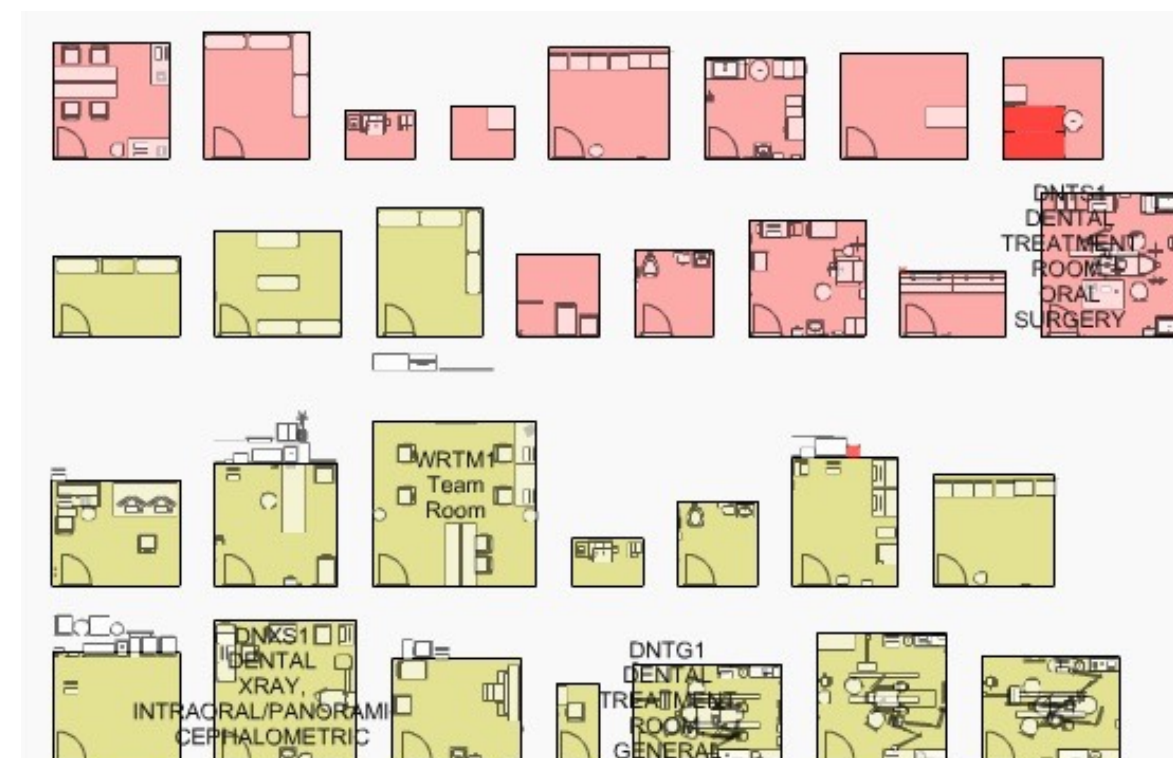 DNTS1
DENTAL
TREATMENT
ROOM,
ORAL
SURGERY
WRTM1
Team
Room
DNXS1
DENTAL
XRAY,
INTRAORAL/PANORAMI
CEPHALOMETRIC
DNTG1
DENTAL
TREATMENT
ROOM,
GENERAL